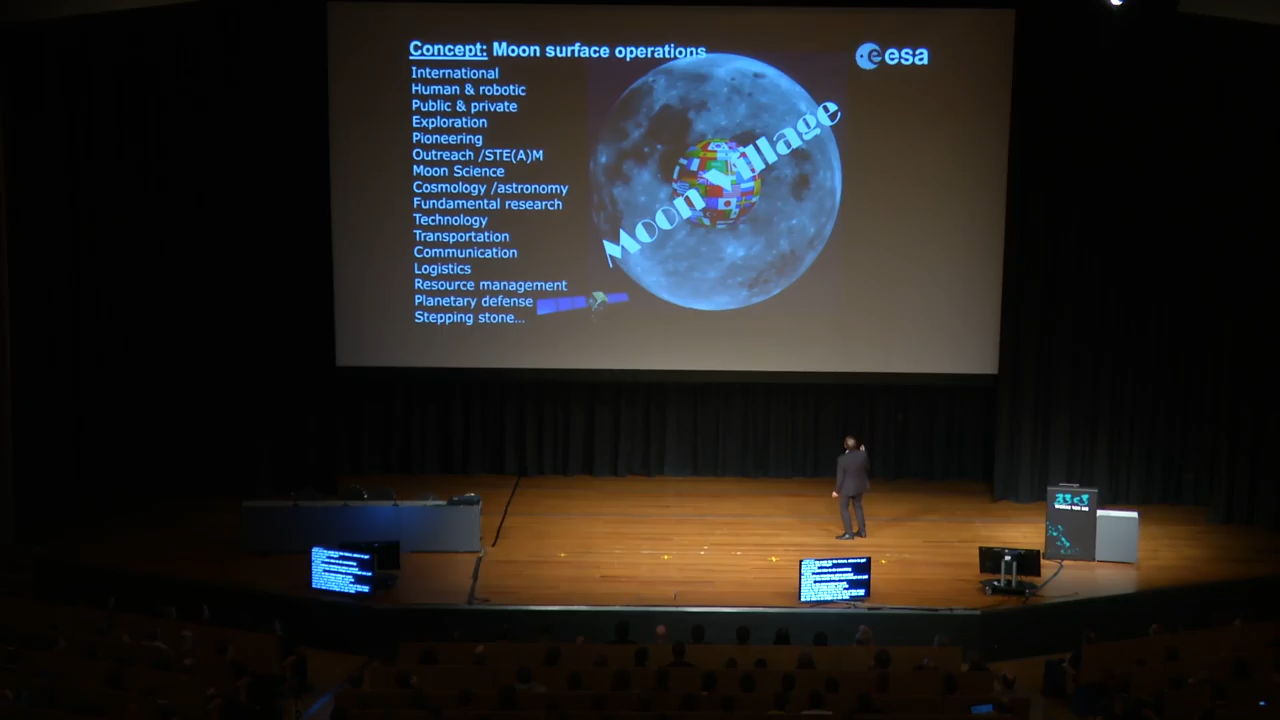 Concept: Moon surface operations
esa
International
Human & robotic
Public & private
Exploration
Pioneering
Outreach /STE(A)M
Moon Science
Cosmology /astronomy
Fundamental research
Technology
Transportation
Communication
Logistics
Resource management
Planetary defense
Stepping stone...
Moon Village
33c3